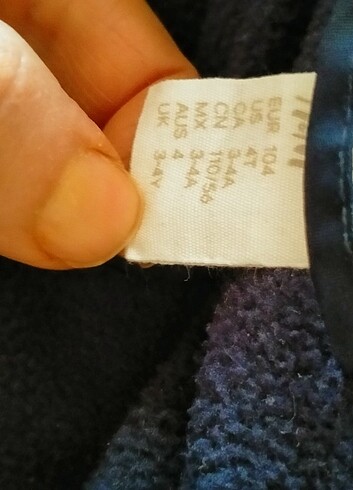 EUR 104
US 4T
CA 3-4A
CN 110/56
MX 3-4A
AUS 4
UK 3-4Y